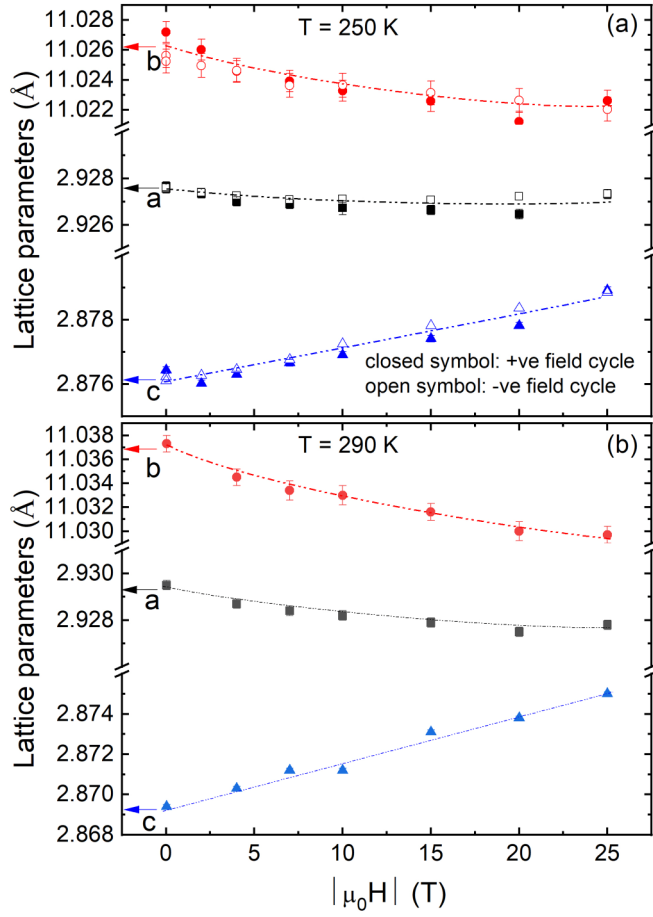 T = 250 K
(a)
11.028
11.026
11.024
11.022
2.928
2.926
2.878
2.876
b
a
c
Lattice parameters (Å)
closed symbol: +ve field cycle
open symbol: -ve field cycle
T = 290 K
(b)
11.038
11.036
11.034
11.032
11.030
2.930
2.928
2.874
2.872
2.870
2.868
b
a
c
Lattice parameters (Å)
0 5 10 15 20 25
|μ₀H| (T)